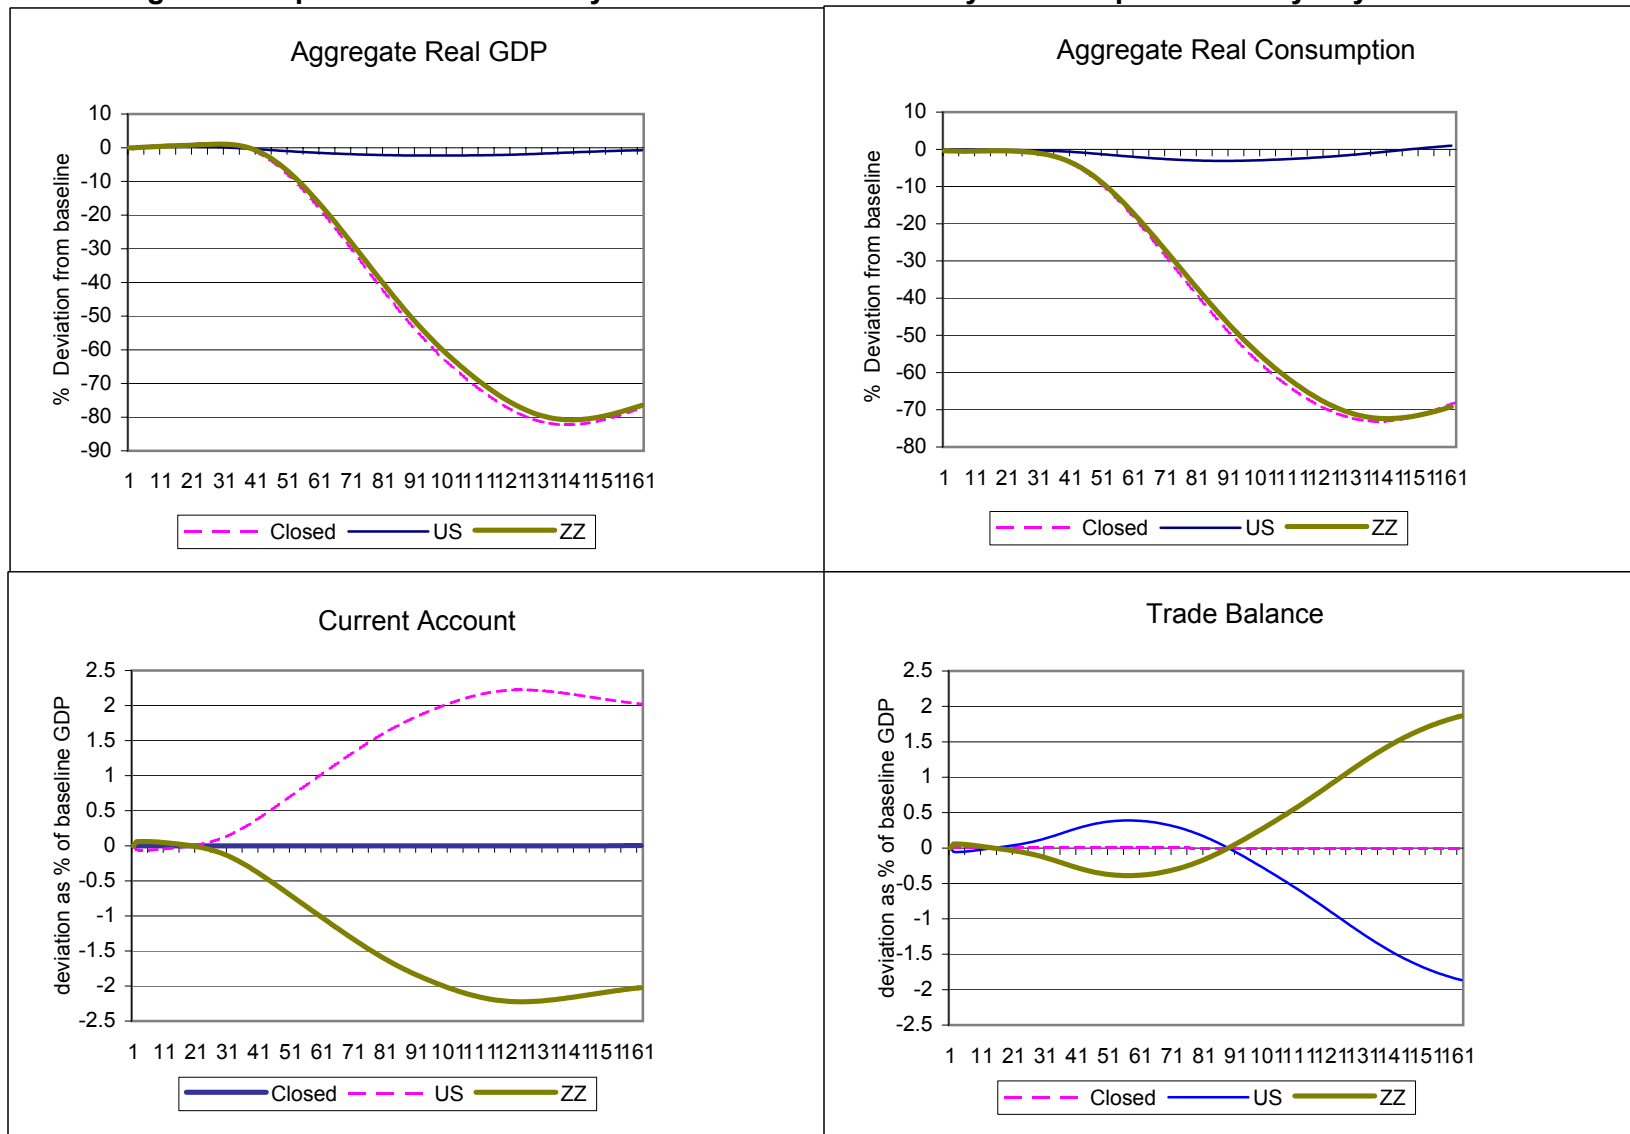 Aggregate Real GDP
% Deviation from baseline
10
0
-10
-20
-30
-40
-50
-60
-70
-80
-90
1 11 21 31 41 51 61 71 81 91 101 111 121 131 141 151 161
Closed US ZZ
Aggregate Real Consumption
% Deviation from baseline
10
0
-10
-20
-30
-40
-50
-60
-70
-80
1 11 21 31 41 51 61 71 81 91 101 111 121 131 141 151 161
Closed US ZZ
Current Account
deviation as % of baseline GDP
2.5
2
1.5
1
0.5
0
-0.5
-1
-1.5
-2
-2.5
1 11 21 31 41 51 61 71 81 91 101 111 121 131 141 151 161
Closed US ZZ
Trade Balance
deviation as % of baseline GDP
2.5
2
1.5
1
0.5
0
-0.5
-1
-1.5
-2
-2.5
1 11 21 31 41 51 61 71 81 91 101 111 121 131 141 151 161
Closed US ZZ